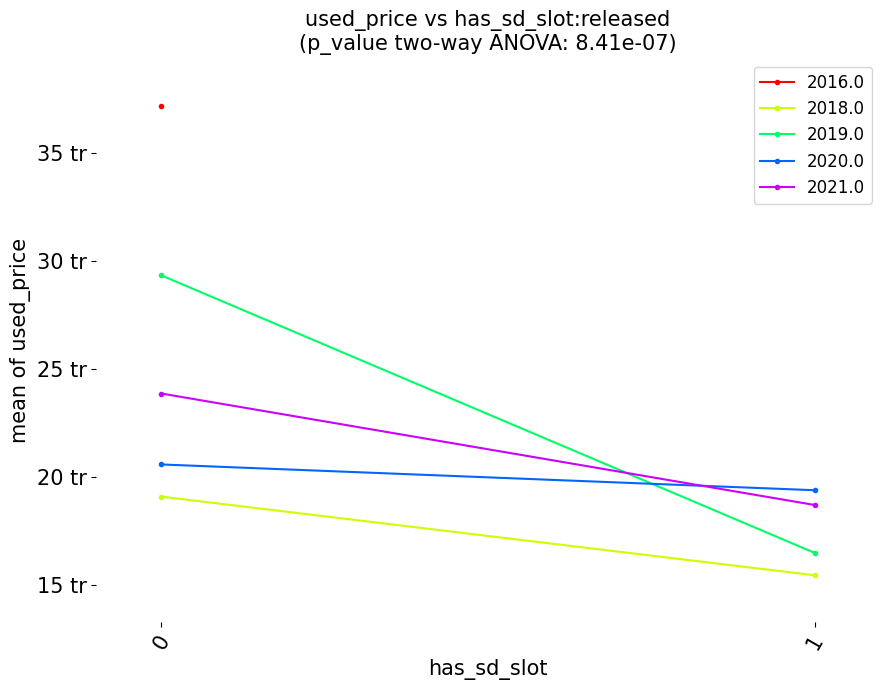 used_price vs has_sd_slot:released
(p_value two-way ANOVA: 8.41e-07)
2016.0
2018.0
2019.0
2020.0
2021.0
mean of used_price
35 tr
30 tr
25 tr
20 tr
15 tr
0
1
has_sd_slot